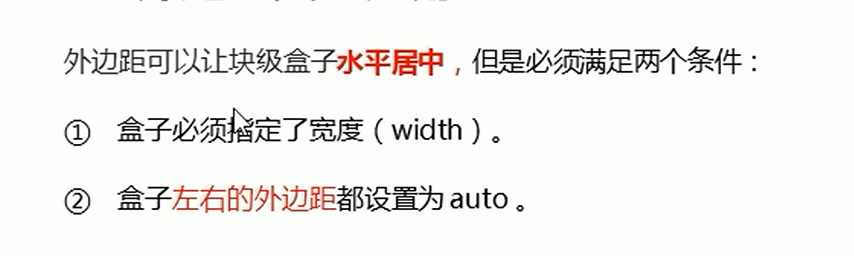 外边距可以让块级盒子水平居中，但是必须满足两个条件：
① 盒子必须指定了宽度（width）。
② 盒子左右的外边距都设置为 auto 。